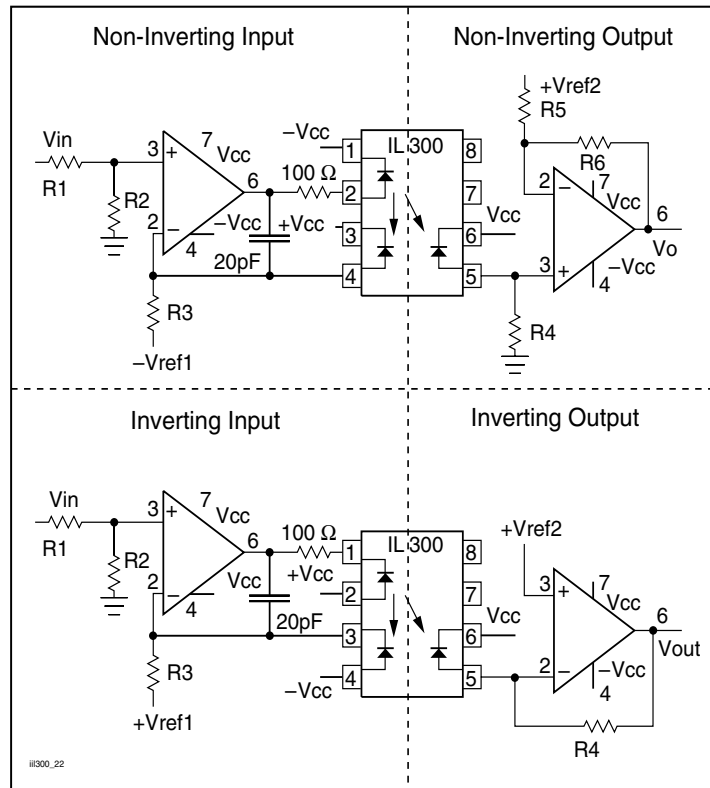 Non-Inverting Input
Non-Inverting Output
+Vref2
R5
Vin
7
Vcc
−Vcc
1
IL 300
8
R6
3
+
6
100 Ω
2
7
2
−
7
Vcc
6
R1
R2
2
−
−Vcc
4
+Vcc
3
6
Vcc
Vo
20pF
4
5
3
+
−Vcc
4
R3
R4
−Vref1
Inverting Input
Inverting Output
Vin
7
Vcc
3
+
6
100 Ω
1
IL 300
8
+Vref2
R1
R2
2
−
4
Vcc
+Vcc
2
7
3
+
7
Vcc
6
20pF
3
6
Vcc
Vout
R3
−Vcc
4
5
2
−
−Vcc
4
+Vref1
R4
iil300_22